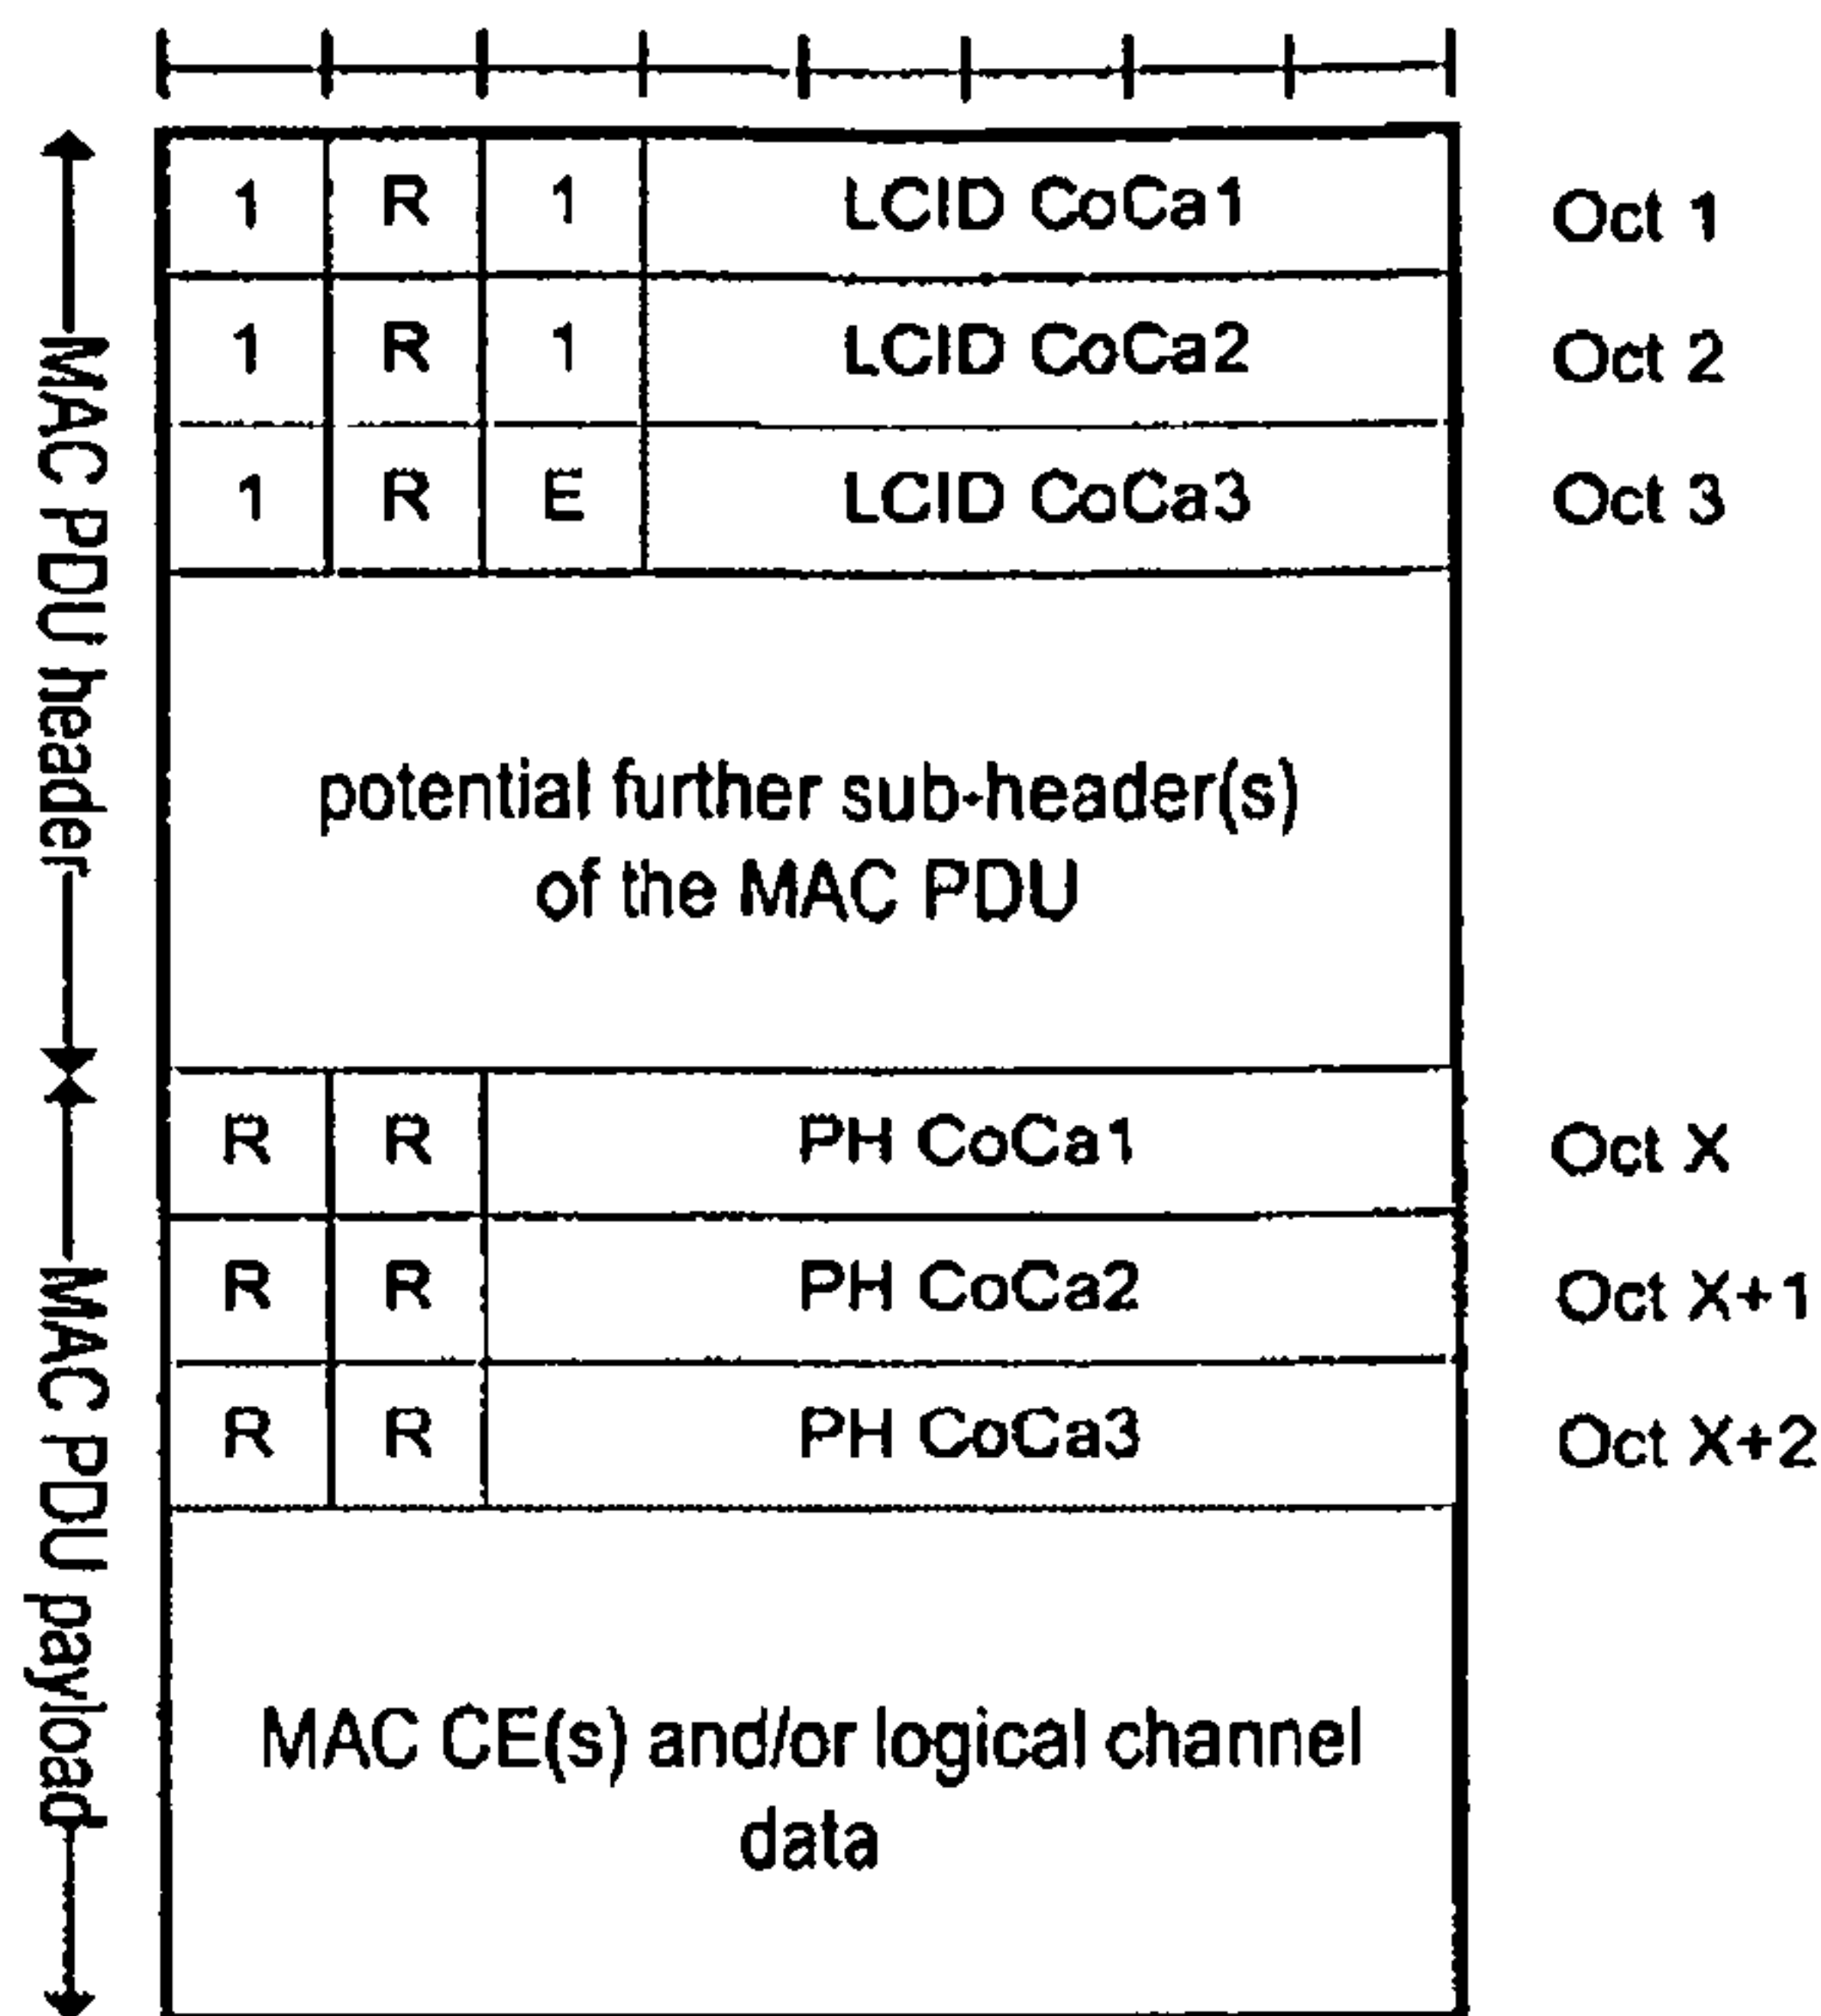 1 R 1 LCID CoCa1 Oct 1
1 R 1 LCID CoCa2 Oct 2
1 R E LCID CoCa3 Oct 3
MAC PDU header
potential further sub-header(s)
of the MAC PDU
R R PH CoCa1 Oct X
R R PH CoCa2 Oct X+1
R R PH CoCa3 Oct X+2
MAC PDU payload
MAC CE(s) and/or logical channel
data